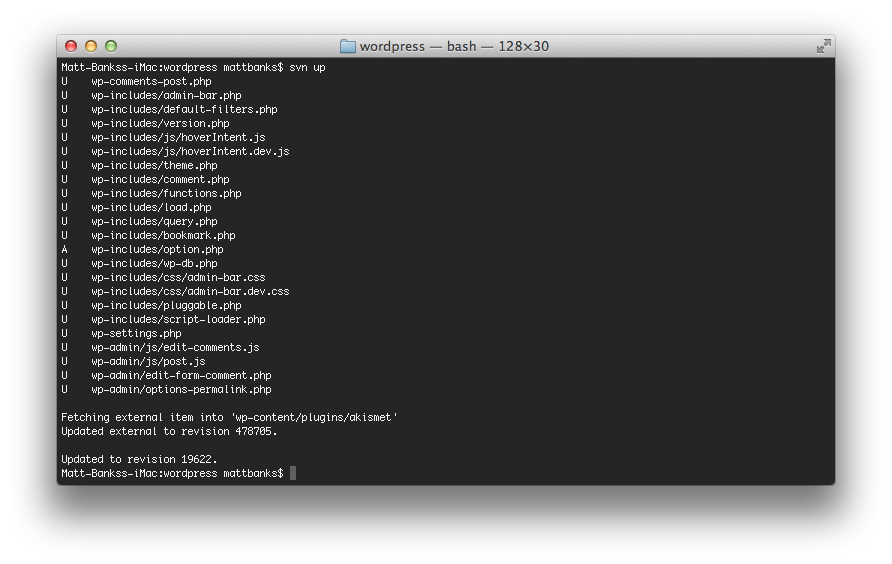 wordpress — bash — 128×30
Matt-Bankss-iMac:wordpress mattbanks$ svn up
U    wp-comments-post.php
U    wp-includes/admin-bar.php
U    wp-includes/default-filters.php
U    wp-includes/version.php
U    wp-includes/js/hoverIntent.js
U    wp-includes/js/hoverIntent.dev.js
U    wp-includes/theme.php
U    wp-includes/comment.php
U    wp-includes/functions.php
U    wp-includes/load.php
U    wp-includes/query.php
U    wp-includes/bookmark.php
A    wp-includes/option.php
U    wp-includes/wp-db.php
U    wp-includes/css/admin-bar.css
U    wp-includes/css/admin-bar.dev.css
U    wp-includes/pluggable.php
U    wp-includes/script-loader.php
U    wp-settings.php
U    wp-admin/js/edit-comments.js
U    wp-admin/js/post.js
U    wp-admin/edit-form-comment.php
U    wp-admin/options-permalink.php
Fetching external item into 'wp-content/plugins/akismet'
Updated external to revision 478705.
Updated to revision 19622.
Matt-Bankss-iMac:wordpress mattbanks$